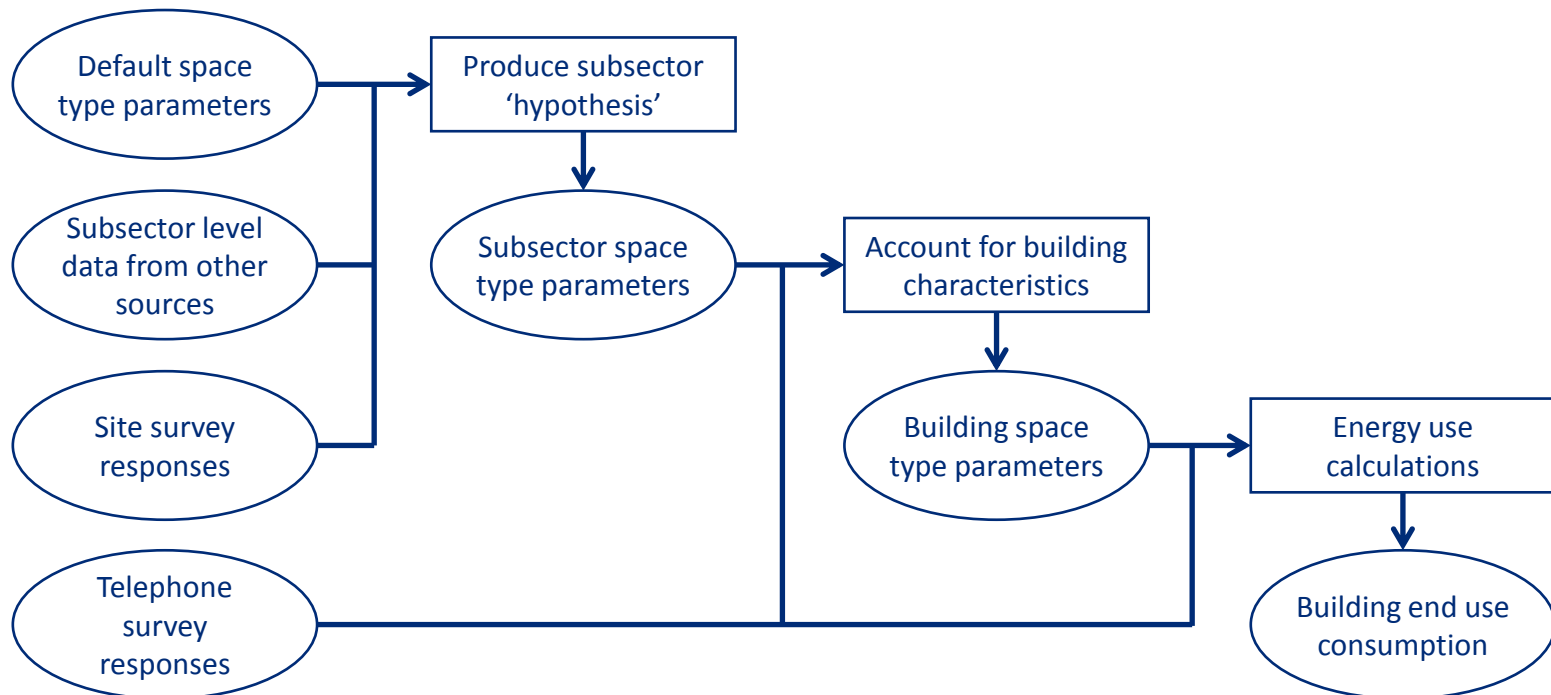 Default space
type parameters
Produce subsector
‘hypothesis’
Subsector level
data from other
sources
Subsector space
type parameters
Account for building
characteristics
Site survey
responses
Building space
type parameters
Energy use
calculations
Telephone
survey
responses
Building end use
consumption